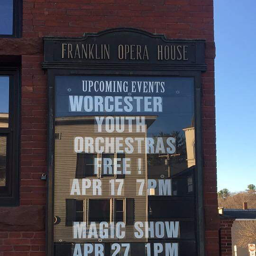 FRANKLIN OPERA HOUSE
UPCOMING EVENTS
WORCESTER
YOUTH
ORCHESTRAS
FREE !
APR 17 7PM.
MAGIC SHOW
APR 27 1PM